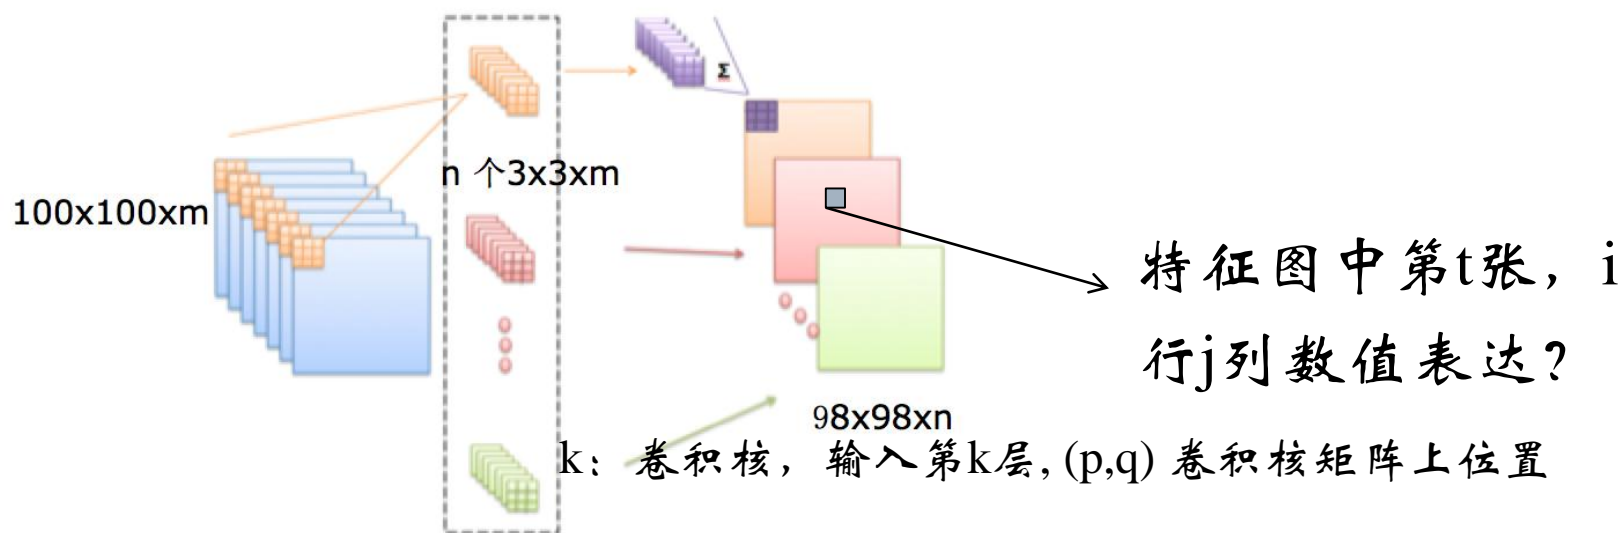 Σ
n 个3x3xm
100x100xm
特征图中第t张，i
行j列数值表达？
98x98xn
k：卷积核，输入第k层, (p,q) 卷积核矩阵上位置